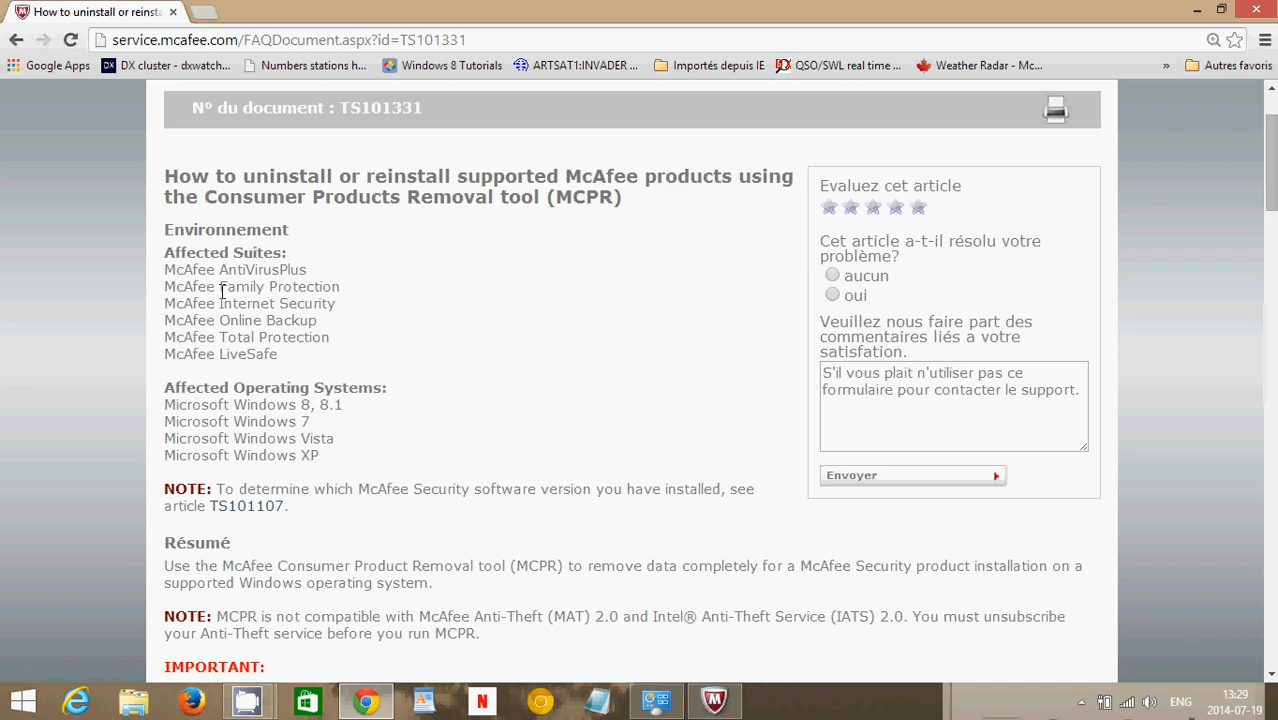 How to uninstall or reinsta
service.mcafee.com/FAQDocument.aspx?id=TS101331
Google Apps
DX DX cluster - dxwatch...
Numbers stations h...
Windows 8 Tutorials
ARTSAT1:INVADER ...
Importés depuis IE
QSO/SWL real time ...
Weather Radar - Mc...
»
Autres favoris
Nº du document : TS101331
How to uninstall or reinstall supported McAfee products using
the Consumer Products Removal tool (MCPR)
Environnement
Affected Suites:
McAfee AntiVirusPlus
McAfee Family Protection
McAfee Internet Security
McAfee Online Backup
McAfee Total Protection
McAfee LiveSafe
Affected Operating Systems:
Microsoft Windows 8, 8.1
Microsoft Windows 7
Microsoft Windows Vista
Microsoft Windows XP
NOTE: To determine which McAfee Security software version you have installed, see
article TS101107.
Evaluez cet article
Cet article a-t-il résolu votre
problème?
aucun
oui
Veuillez nous faire part des
commentaires liés a votre
satisfation.
S'il vous plait n'utiliser pas ce
formulaire pour contacter le support.
Envoyer
Résumé
Use the McAfee Consumer Product Removal tool (MCPR) to remove data completely for a McAfee Security product installation on a
supported Windows operating system.
NOTE: MCPR is not compatible with McAfee Anti-Theft (MAT) 2.0 and Intel® Anti-Theft Service (IATS) 2.0. You must unsubscribe
your Anti-Theft service before you run MCPR.
IMPORTANT:
N
ENG
13:29
2014-07-19